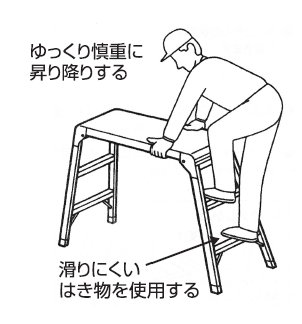 ゆっくり慎重に
昇り降りする
滑りにくい
はき物を使用する